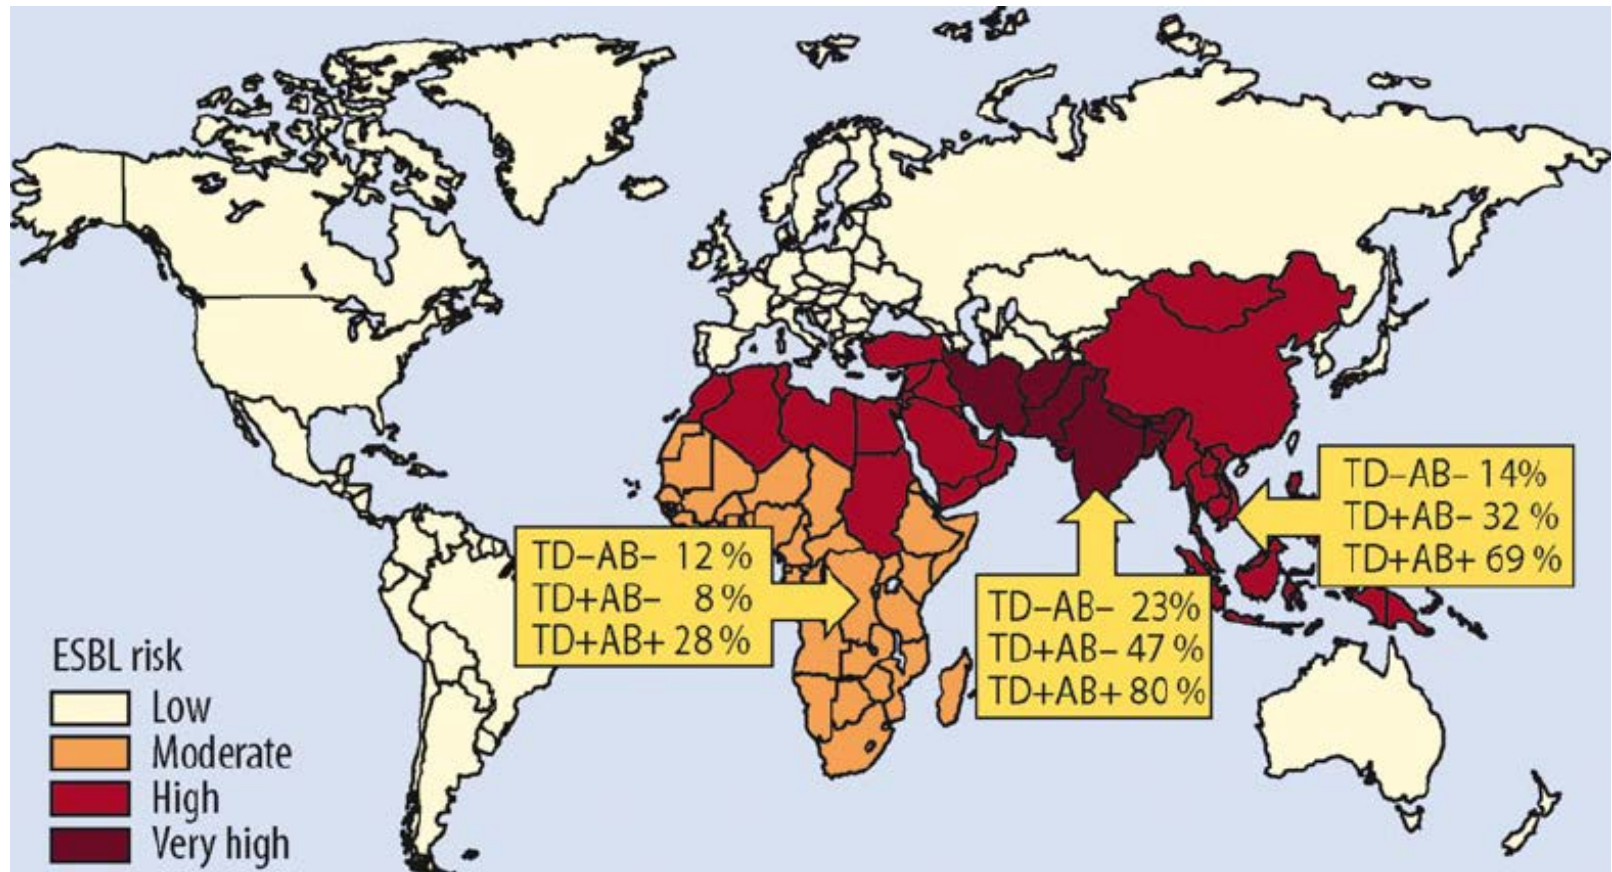 TD–AB– 14%
TD+AB– 32 %
TD+AB+ 69 %
TD–AB– 12 %
TD+AB– 8 %
TD+AB+ 28 %
TD–AB– 23%
TD+AB– 47 %
TD+AB+ 80 %
ESBL risk
Low
Moderate
High
Very high